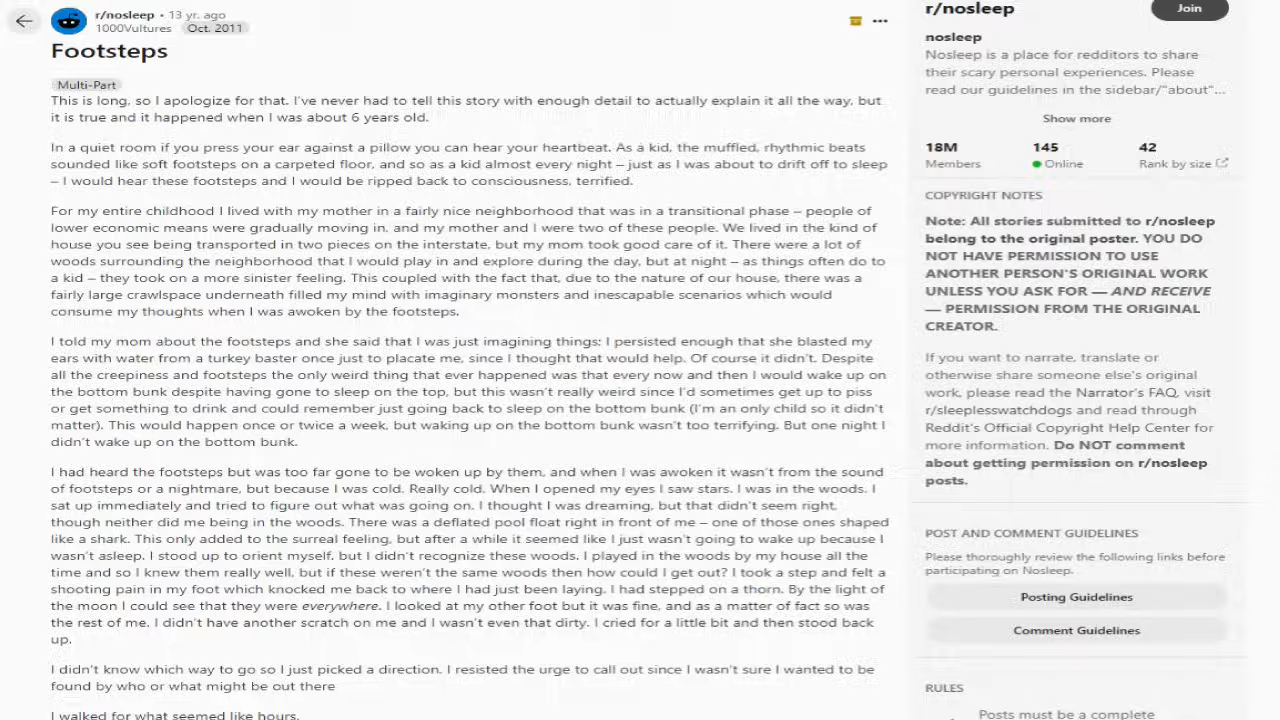 r/nosleep • 13 yr. ago
1000Vultures Oct. 2011
Footsteps
Multi-Part
This is long, so I apologize for that. I've never had to tell this story with enough detail to actually explain it all the way, but
it is true and it happened when I was about 6 years old.
In a quiet room if you press your ear against a pillow you can hear your heartbeat. As a kid, the muffled, rhythmic beats
sounded like soft footsteps on a carpeted floor, and so as a kid almost every night – just as I was about to drift off to sleep
– I would hear these footsteps and I would be ripped back to consciousness, terrified.
For my entire childhood I lived with my mother in a fairly nice neighborhood that was in a transitional phase – people of
lower economic means were gradually moving in, and my mother and I were two of these people. We lived in the kind of
house you see being transported in two pieces on the interstate, but my mom took good care of it. There were a lot of
woods surrounding the neighborhood that I would play in and explore during the day, but at night – as things often do to
a kid – they took on a more sinister feeling. This coupled with the fact that, due to the nature of our house, there was a
fairly large crawlspace underneath filled my mind with imaginary monsters and inescapable scenarios which would
consume my thoughts when I was awoken by the footsteps.
I told my mom about the footsteps and she said that I was just imagining things; I persisted enough that she blasted my
ears with water from a turkey baster once just to placate me, since I thought that would help. Of course it didn't. Despite
all the creepiness and footsteps the only weird thing that ever happened was that every now and then I would wake up on
the bottom bunk despite having gone to sleep on the top, but this wasn't really weird since I'd sometimes get up to piss
or get something to drink and could remember just going back to sleep on the bottom bunk (I'm an only child so it didn't
matter). This would happen once or twice a week, but waking up on the bottom bunk wasn't too terrifying. But one night I
didn't wake up on the bottom bunk.
I had heard the footsteps but was too far gone to be woken up by them, and when I was awoken it wasn't from the sound
of footsteps or a nightmare, but because I was cold. Really cold. When I opened my eyes I saw stars. I was in the woods. I
sat up immediately and tried to figure out what was going on. I thought I was dreaming, but that didn't seem right,
though neither did me being in the woods. There was a deflated pool float right in front of me – one of those ones shaped
like a shark. This only added to the surreal feeling, but after a while it seemed like I just wasn't going to wake up because I
wasn't asleep. I stood up to orient myself, but I didn't recognize these woods. I played in the woods by my house all the
time and so I knew them really well, but if these weren't the same woods then how could I get out? I took a step and felt a
shooting pain in my foot which knocked me back to where I had just been laying. I had stepped on a thorn. By the light of
the moon I could see that they were everywhere. I looked at my other foot but it was fine, and as a matter of fact so was
the rest of me. I didn't have another scratch on me and I wasn't even that dirty. I cried for a little bit and then stood back
up.
I didn't know which way to go so I just picked a direction. I resisted the urge to call out since I wasn't sure I wanted to be
found by who or what might be out there
I walked for what seemed like hours.
r/nosleep
Join
nosleep
Nosleep is a place for redditors to share
their scary personal experiences. Please
read our guidelines in the sidebar/"about"...
Show more
18M 145 42
Members Online Rank by size
COPYRIGHT NOTES
Note: All stories submitted to r/nosleep
belong to the original poster. YOU DO
NOT HAVE PERMISSION TO USE
ANOTHER PERSON'S ORIGINAL WORK
UNLESS YOU ASK FOR — AND RECEIVE
— PERMISSION FROM THE ORIGINAL
CREATOR.
If you want to narrate, translate or
otherwise share someone else's original
work, please read the Narrator's FAQ, visit
r/sleeplesswatchdogs and read through
Reddit's Official Copyright Help Center for
more information. Do NOT comment
about getting permission on r/nosleep
posts.
POST AND COMMENT GUIDELINES
Please thoroughly review the following links before
participating on Nosleep.
Posting Guidelines
Comment Guidelines
RULES
Posts must be a complete